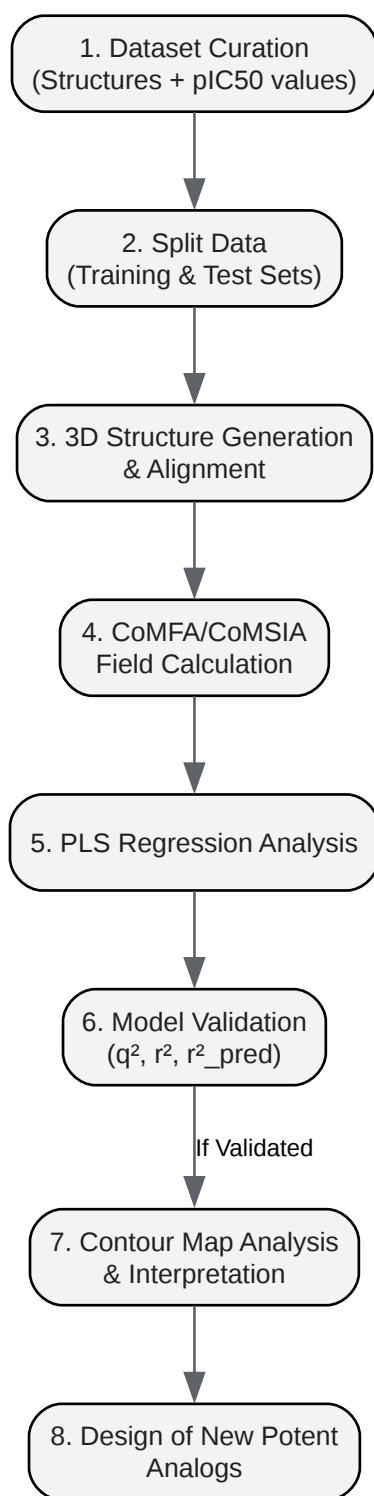 1. Dataset Curation
(Structures + pIC50 values)
2. Split Data
(Training & Test Sets)
3. 3D Structure Generation
& Alignment
4. CoMFA/CoMSIA
Field Calculation
5. PLS Regression Analysis
6. Model Validation
(q², r², r²_pred)
If Validated
7. Contour Map Analysis
& Interpretation
8. Design of New Potent
Analogs